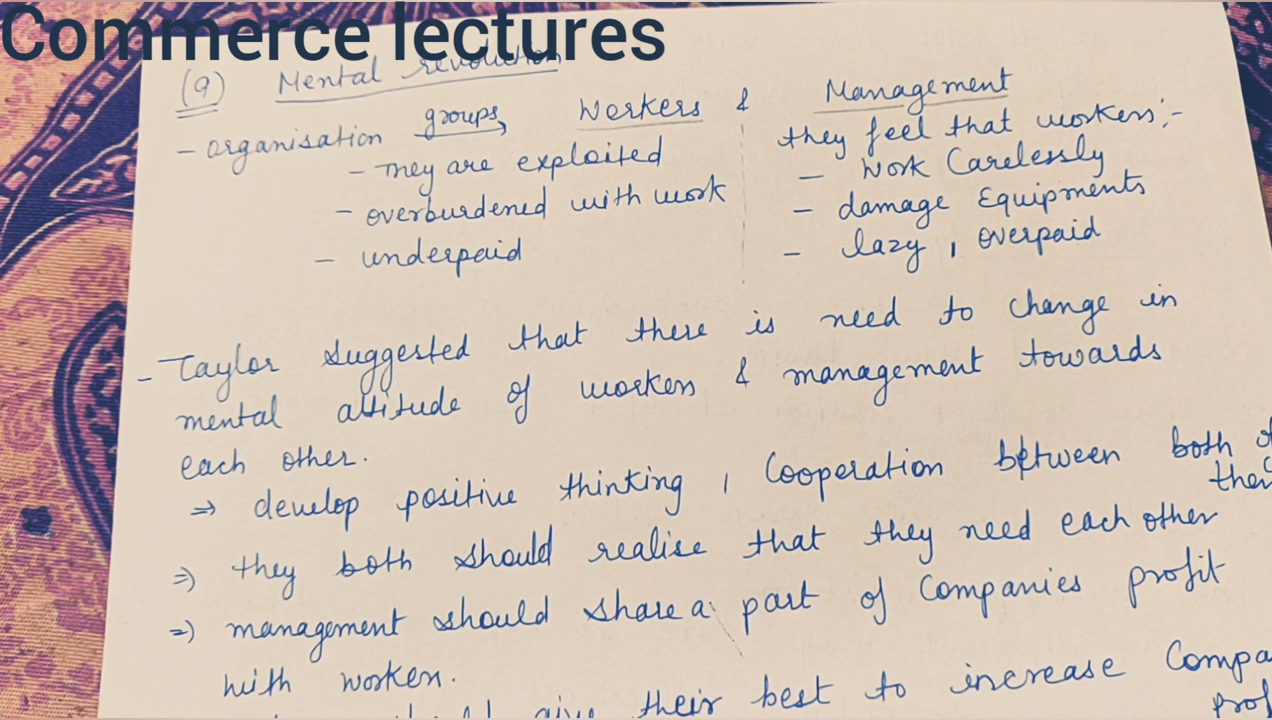 Commerce lectures
(9) Mental revolution
- organisation groups, Workers & Management
- They are exploited
- overburdened with work
- underpaid
they feel that workers :-
- Work Carelessly
- damage Equipments
- lazy, overpaid
- Taylor suggested that there is need to change in
mental attitude of workers & management towards
each other.
⇒ develop positive thinking, Cooperation between both of
them
⇒ they both should realise that they need each other
⇒ management should share a part of Companies profit
with workers.
give their best to increase Compa
prof